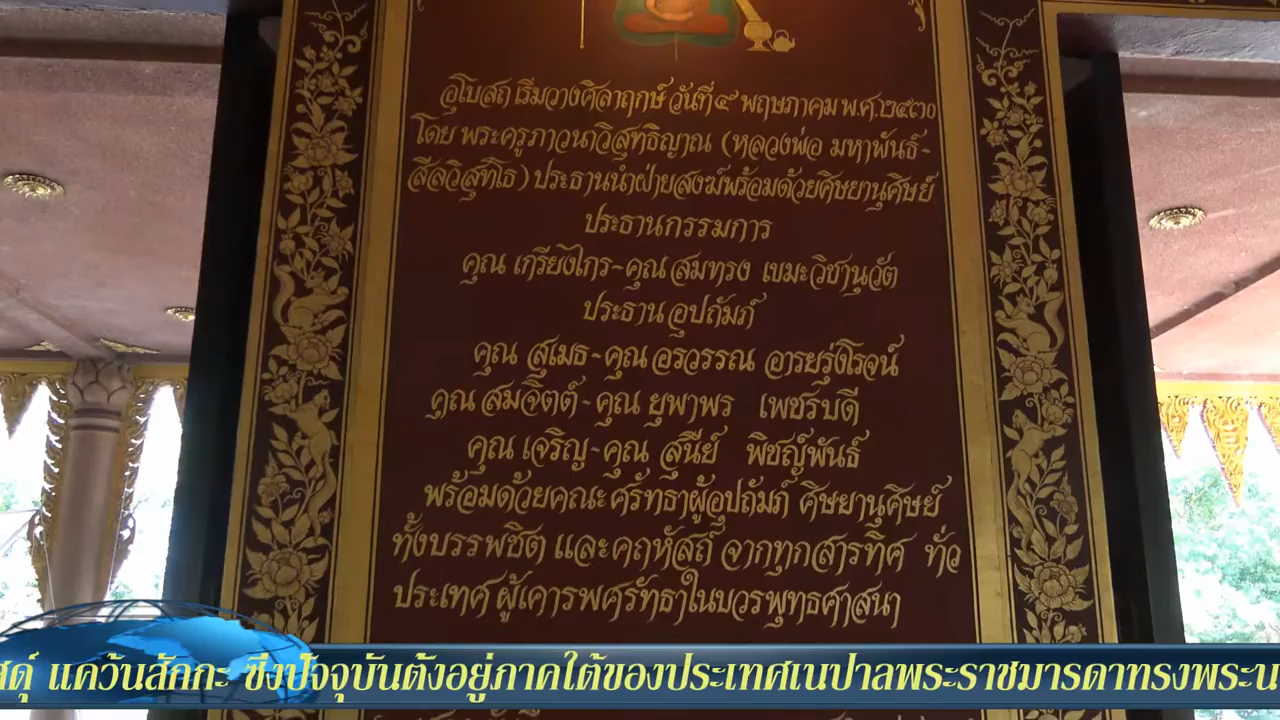 อุโบสถ เริ่มวางศิลาฤกษ์ วันที่ ๕ พฤษภาคม พ.ศ.๒๕๓๐
โดย พระครูภาวนาวิสุทธิญาณ (หลวงพ่อ มหาพันธ์-
สีลวิสุทฺโธ) ประธานนำฝ่ายสงฆ์พร้อมด้วยศิษยานุศิษย์
ประธานกรรมการ
คุณ เกรียงไกร-คุณ สมทรง เขมะวิชานุวัต
ประธาน อุปถัมภ์
คุณ สุเมธ-คุณ อรวรรณ อารยรุ่งโรจน์
คุณ สมจิตต์-คุณ ยุพาพร เพชรบดี
คุณ เจริญ-คุณ สุนีย์ พิชญ์พันธ์
พร้อมด้วยคณะศรัทธาผู้อุปถัมภ์ ศิษยานุศิษย์
ทั้งบรรพชิต และคฤหัสถ์ จากทุกสารทิศ ทั่ว
ประเทศ ผู้เคารพศรัทธาในบวรพุทธศาสนา
สดุ์ แคว้นสักกะ ซึ่งปัจจุบันตั้งอยู่ภาคใต้ของประเทศเนปาลพระราชมารดาทรงพระน